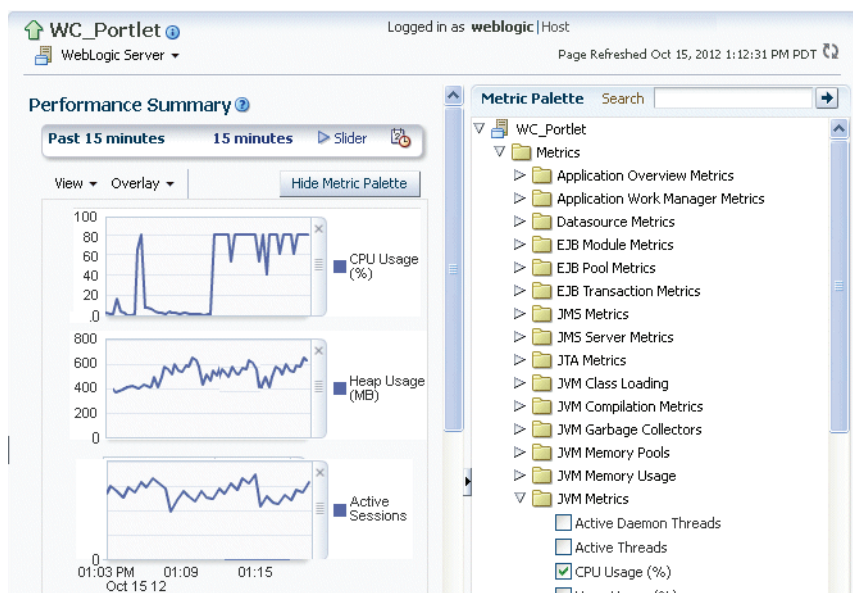 WC_Portlet
Logged in as weblogic|Host
WebLogic Server
Page Refreshed Oct 15, 2012 1:12:31 PM PDT
Performance Summary
Past 15 minutes 15 minutes Slider
View Overlay Hide Metric Palette
100
80
60
40
20
.0
CPU Usage
(%)
800
600
400
200
0
Heap Usage
(MB)
Active
Sessions
0
01:03 PM 01:09 01:15
Oct 15 12
Metric Palette Search
WC_Portlet
Metrics
Application Overview Metrics
Application Work Manager Metrics
Datasource Metrics
EJB Module Metrics
EJB Pool Metrics
EJB Transaction Metrics
JMS Metrics
JMS Server Metrics
JTA Metrics
JVM Class Loading
JVM Compilation Metrics
JVM Garbage Collectors
JVM Memory Pools
JVM Memory Usage
JVM Metrics
Active Daemon Threads
Active Threads
CPU Usage (%)